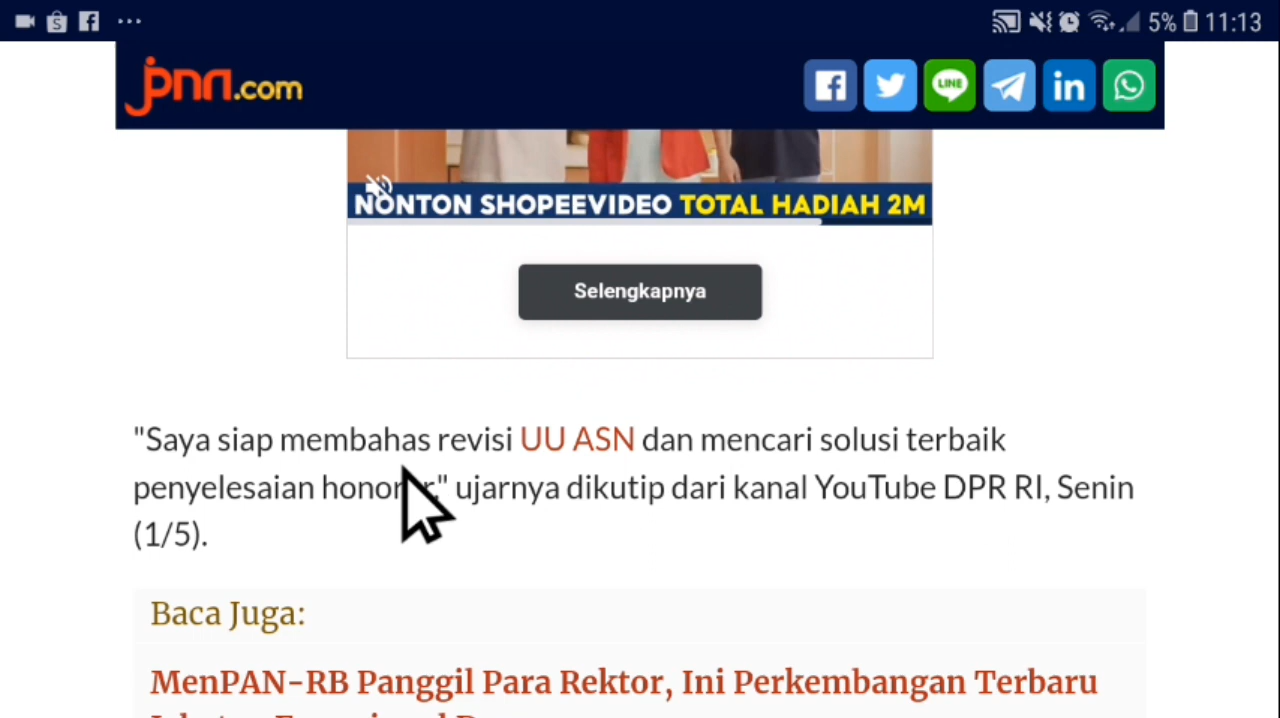 5% 11:13
jpnn.com
LINE
in
NONTON SHOPEEVIDEO TOTAL HADIAH 2M
Selengkapnya
"Saya siap membahas revisi UU ASN dan mencari solusi terbaik
penyelesaian ujarnya dikutip dari kanal YouTube DPR RI, Senin
(1/5).
Baca Juga:
MenPAN-RB Panggil Para Rektor, Ini Perkembangan Terbaru